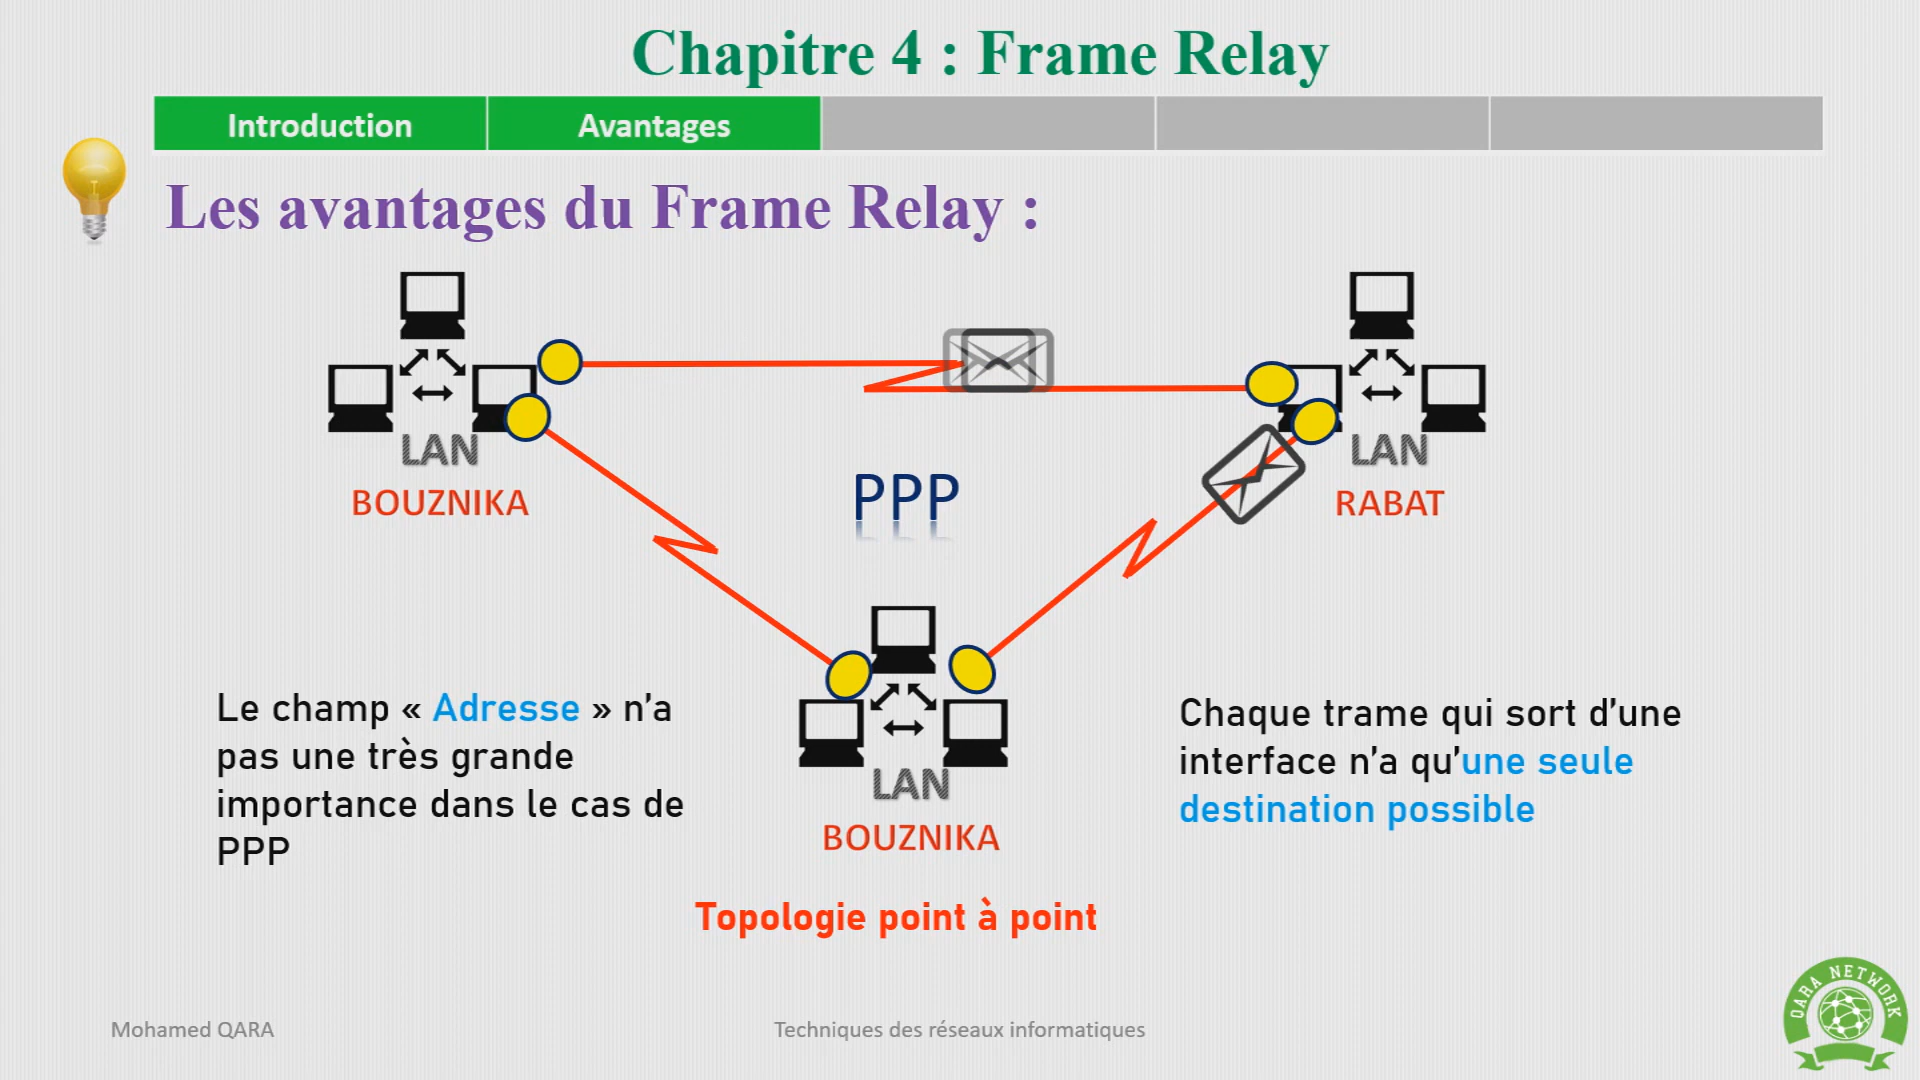 Chapitre 4 : Frame Relay
Introduction
Avantages
Les avantages du Frame Relay :
LAN
BOUZNIKA
PPP
LAN
RABAT
LAN
BOUZNIKA
Le champ « Adresse » n'a
pas une très grande
importance dans le cas de
PPP
Chaque trame qui sort d'une
interface n'a qu'une seule
destination possible
Topologie point à point
Mohamed QARA
Techniques des réseaux informatiques
QARA NETWORK